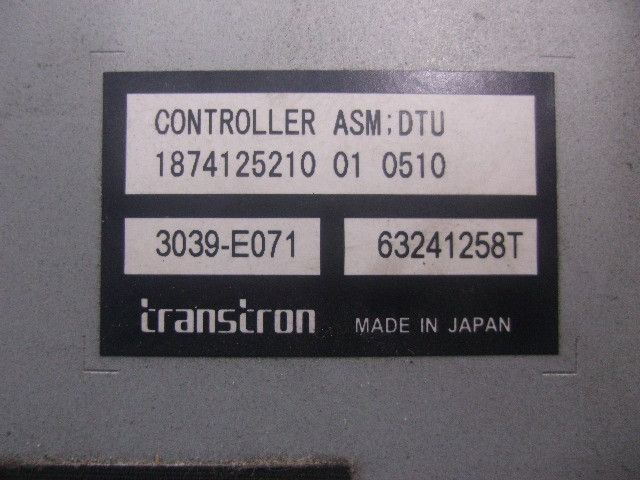 CONTROLLER ASM;DTU
1874125210 01 0510
3039-E071 63241258T
transtron MADE IN JAPAN